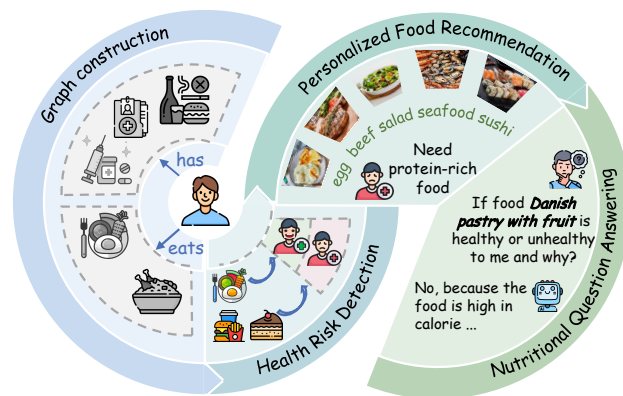 Graph construction
has
eats
Health Risk Detection
Personalized Food Recommendation
egg beef salad seafood sushi
Need
protein-rich
food
If food Danish
pastry with fruit is
healthy or unhealthy
to me and why?
No, because the
food is high in
calorie ...
Nutritional Question Answering